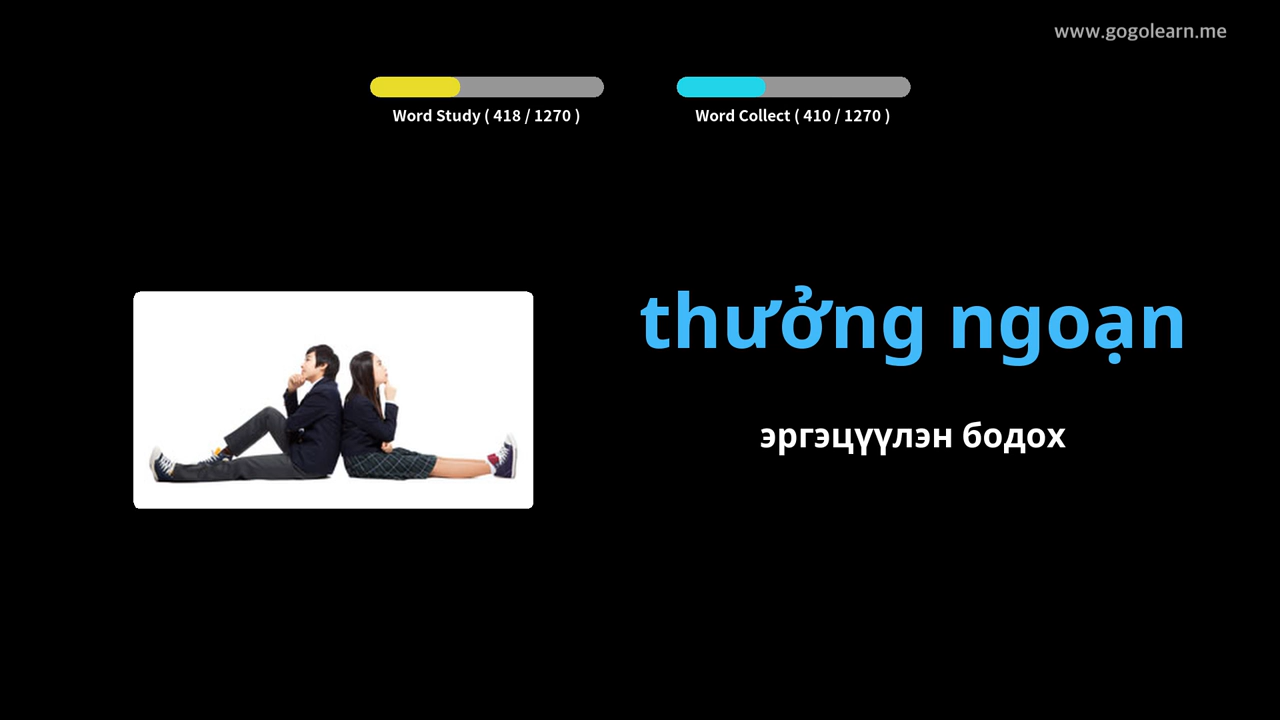 www.gogolearn.me
Word Study ( 418 / 1270 )
Word Collect ( 410 / 1270 )
thưởng ngoạn
эргэцүүлэн бодох